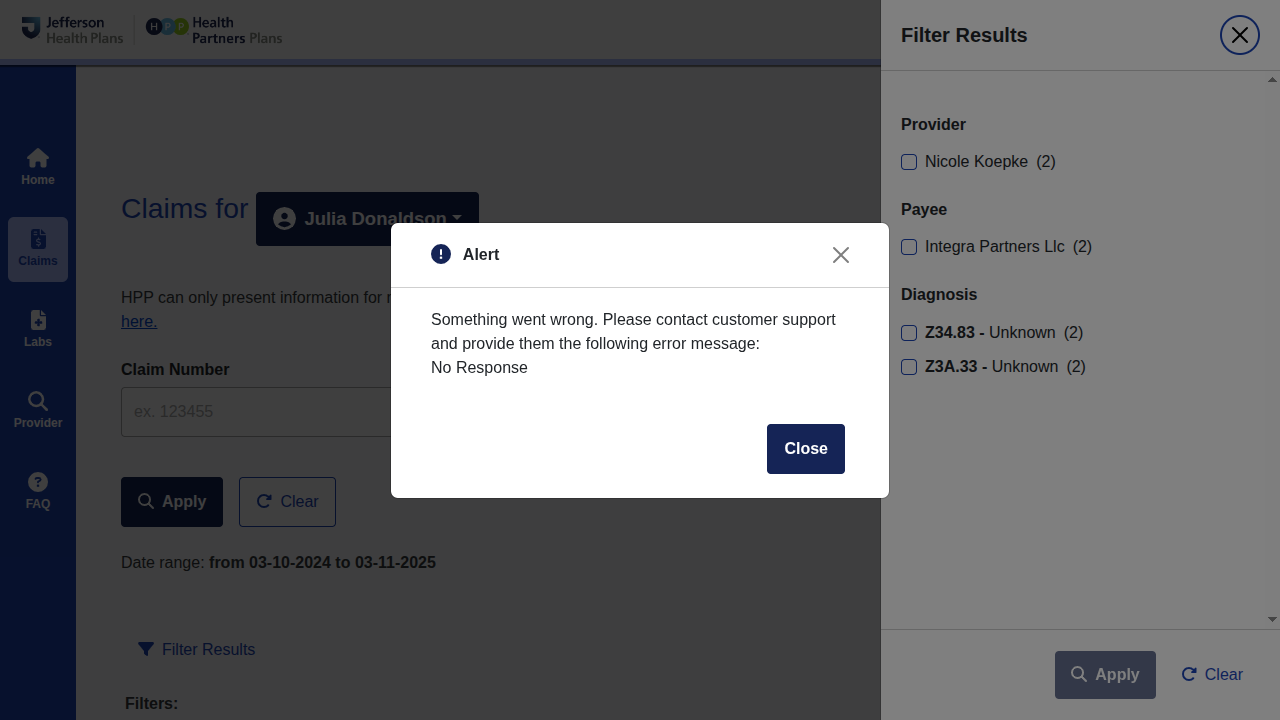 Jefferson
Health Plans
H P P
Health
Partners Plans
Home
Claims
Labs
Provider
FAQ
Claims for
Julia Donaldson
HPP can only present information for
here.
Claim Number
ex. 123455
Apply
Clear
Date range: from 03-10-2024 to 03-11-2025
Filter Results
Filters:
Alert
Something went wrong. Please contact customer support
and provide them the following error message:
No Response
Close
Filter Results
Provider
Nicole Koepke (2)
Payee
Integra Partners Llc (2)
Diagnosis
Z34.83 - Unknown (2)
Z3A.33 - Unknown (2)
Apply
Clear